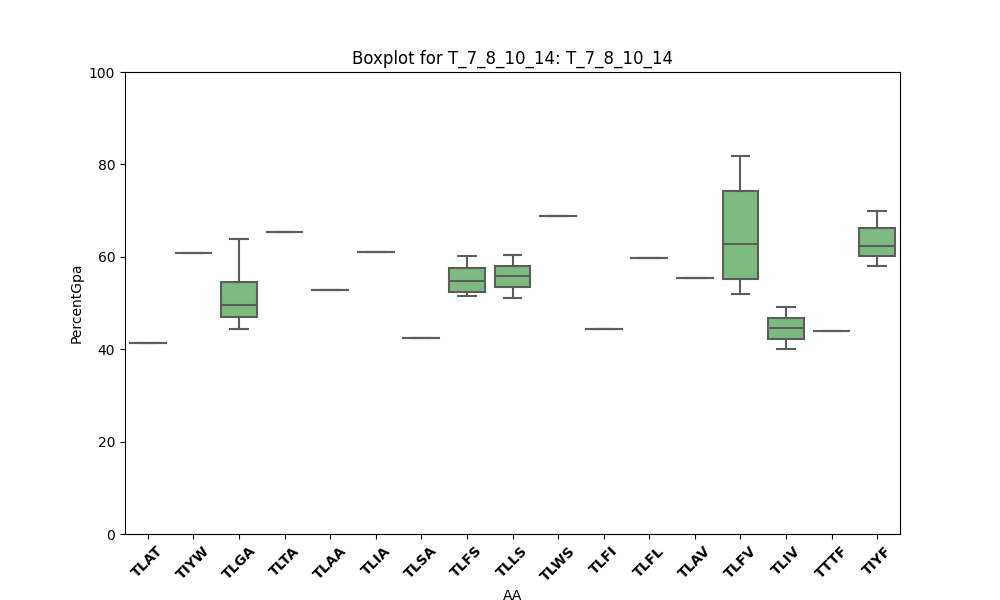 Boxplot for T_7_8_10_14: T_7_8_10_14
100
80
60
40
20
0
PercentGpa
TLAT TIYW TLGA TLTA TLAA TLIA TLSA TLFS TLLS TLWS TLFI TLFL TLAV TLFV TLIV TTTF TIYF
AA